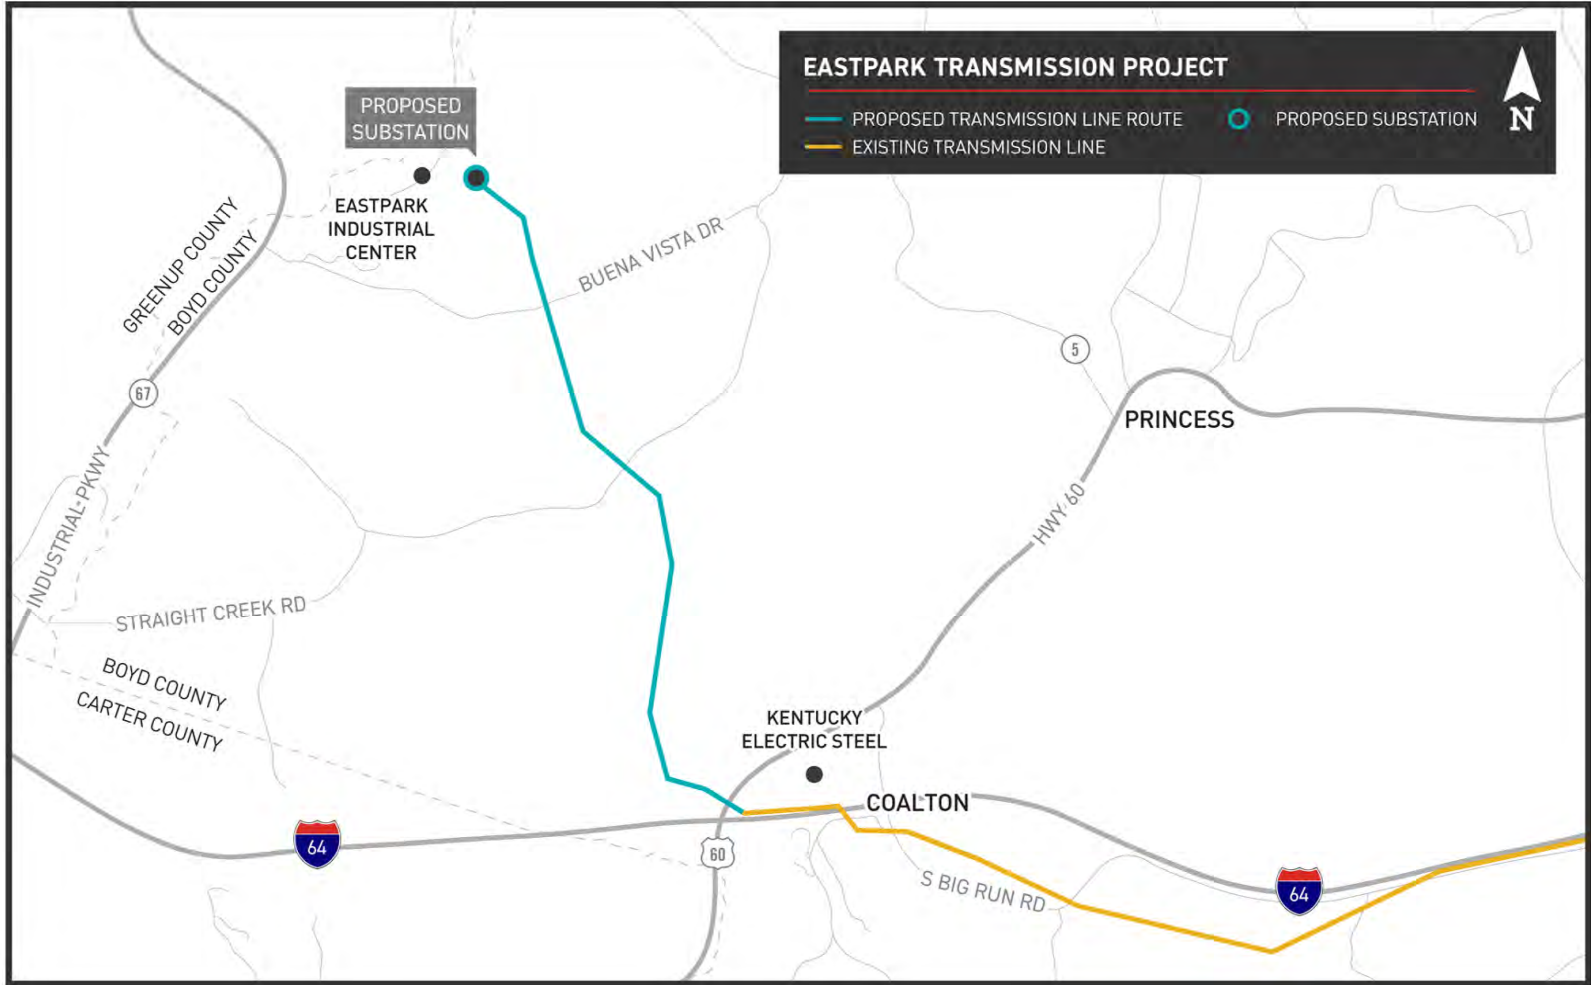 EASTPARK TRANSMISSION PROJECT
PROPOSED TRANSMISSION LINE ROUTE
PROPOSED SUBSTATION
EXISTING TRANSMISSION LINE
N
PROPOSED
SUBSTATION
EASTPARK
INDUSTRIAL
CENTER
GREENUP COUNTY
BOYD COUNTY
BUENA VISTA DR
5
67
PRINCESS
INDUSTRIAL PKWY
HWY 60
STRAIGHT CREEK RD
BOYD COUNTY
CARTER COUNTY
KENTUCKY
ELECTRIC STEEL
COALTON
64
60
S BIG RUN RD
64